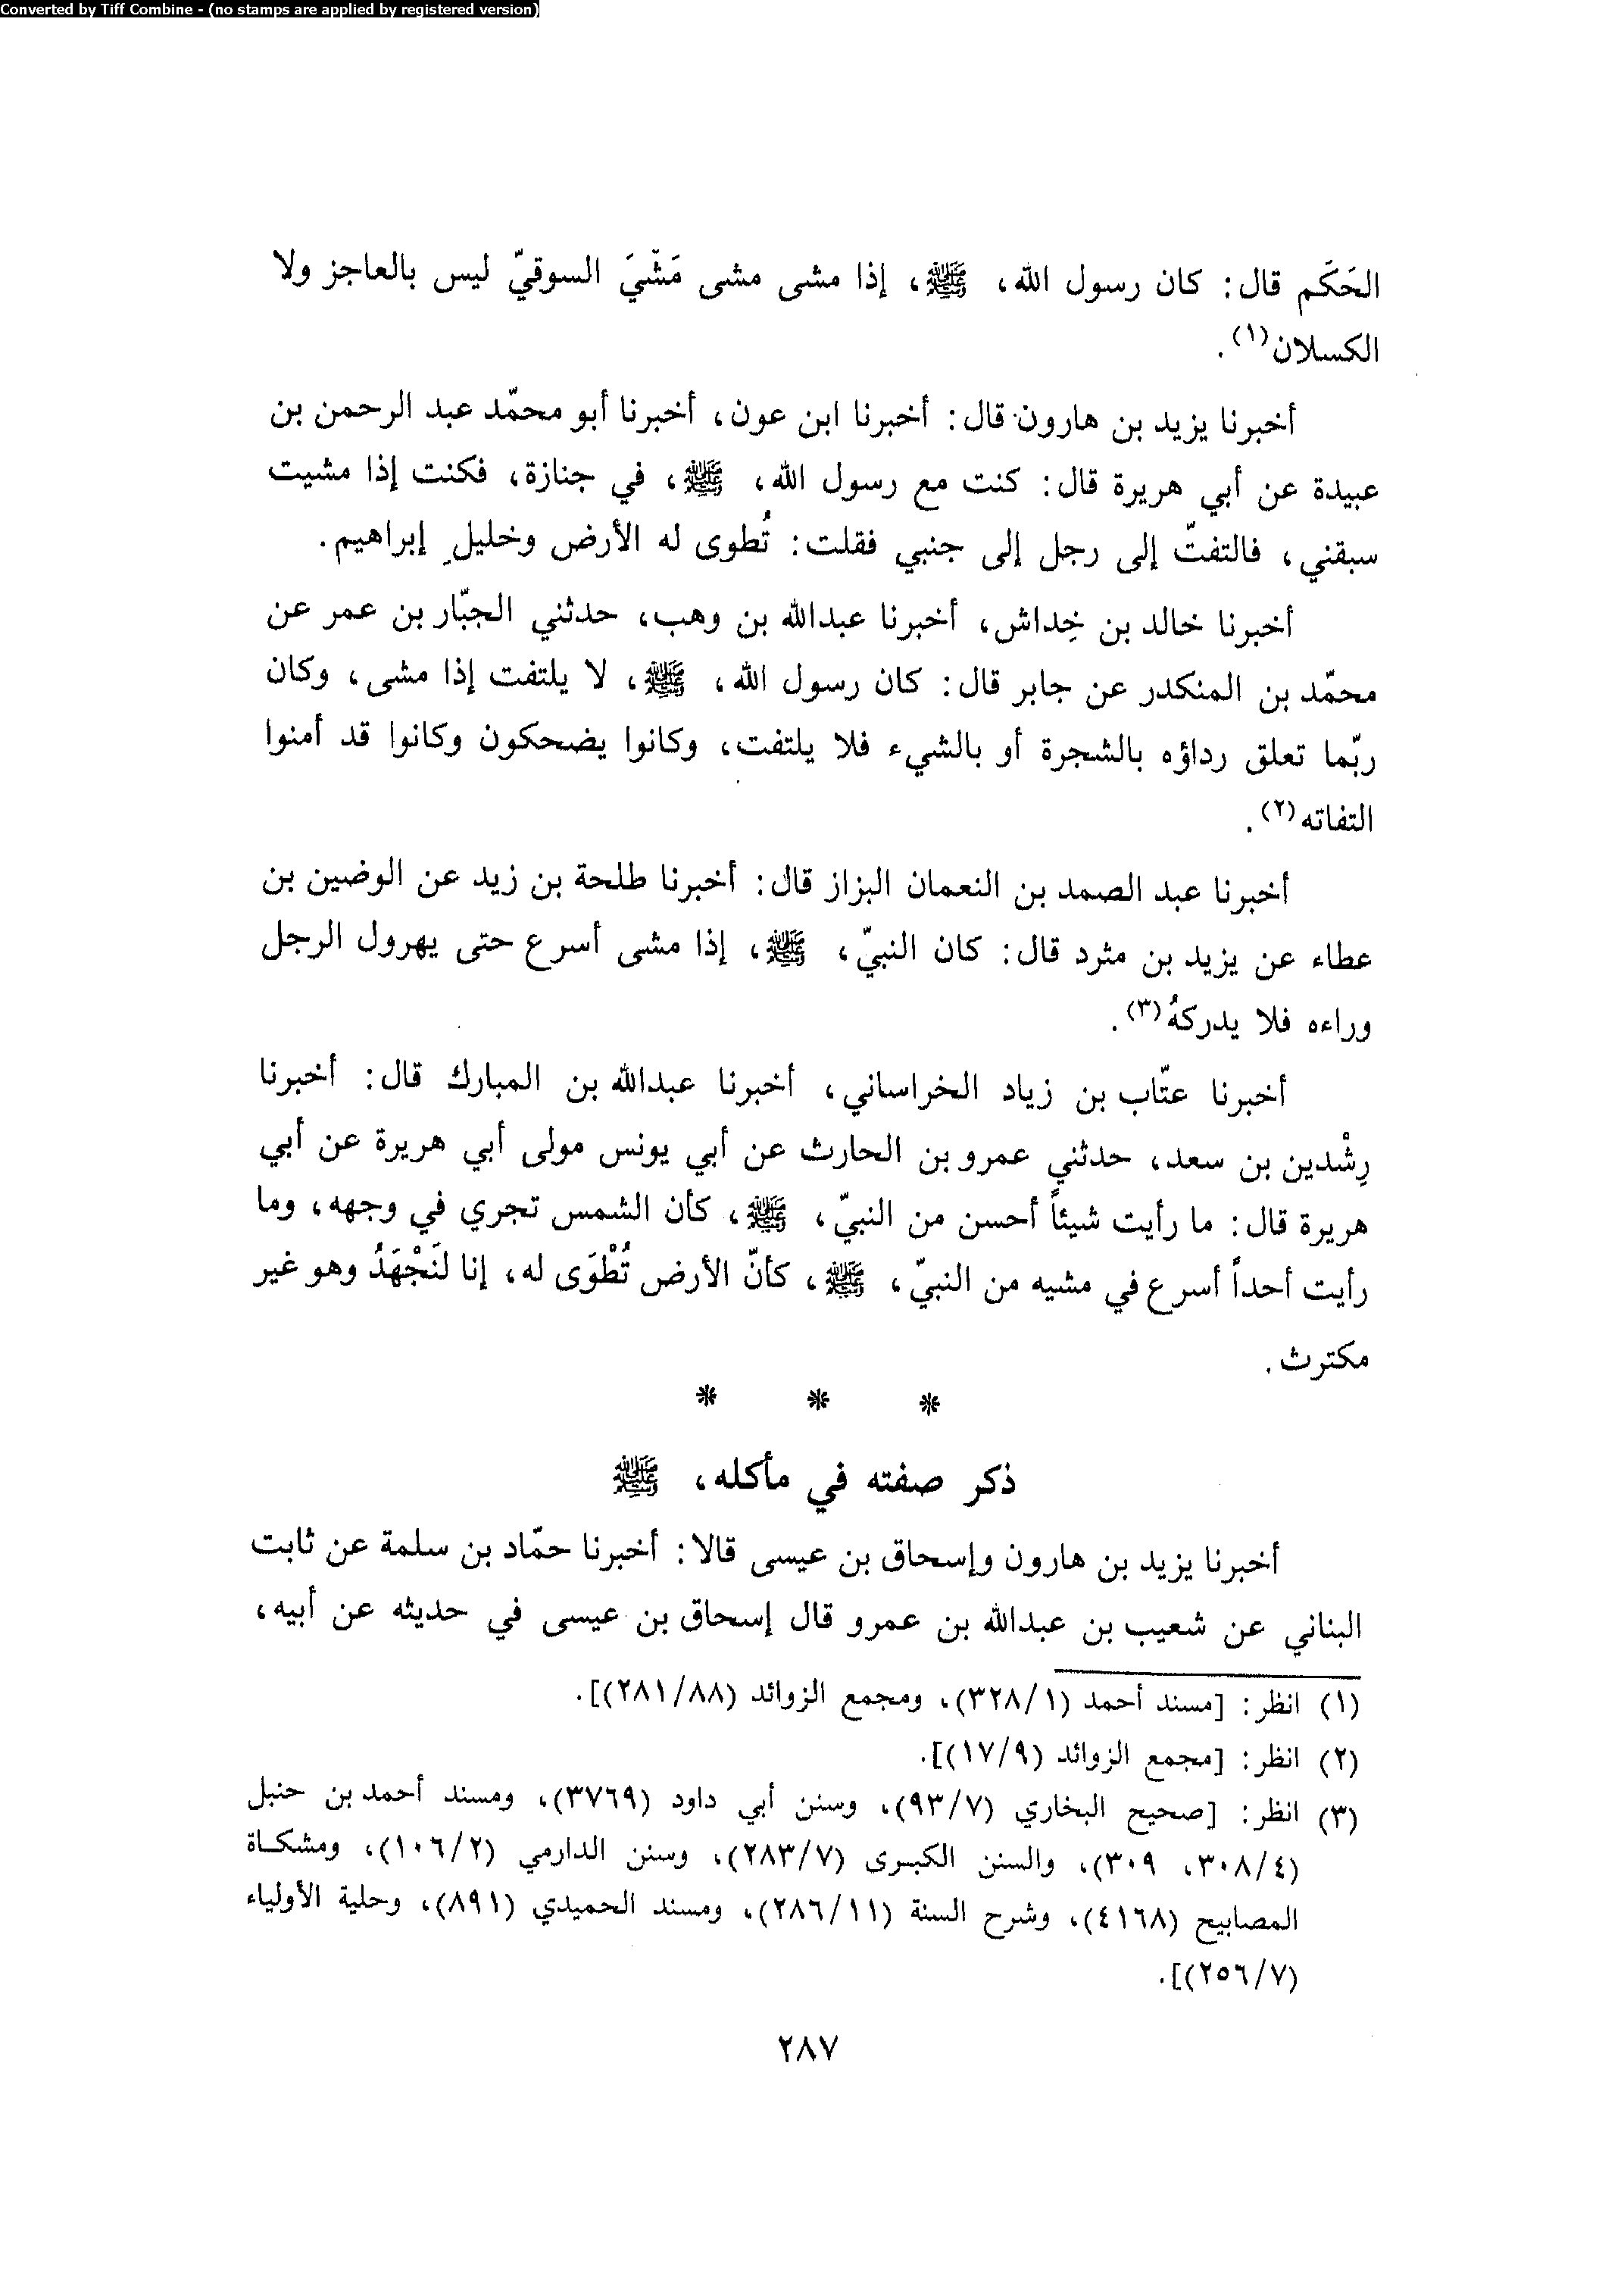 Converted by Tiff Combine - (no stamps are applied by registered version)
الحَكَم قال: كان رسول الله، ﷺ، إذا مشى مشى مَشْيَ السوقيّ ليس بالعاجز ولا
الكسلان(١).
أخبرنا يزيد بن هارون قال: أخبرنا ابن عون، أخبرنا أبو محمّد عبد الرحمن بن
عبيدة عن أبي هريرة قال: كنت مع رسول الله، ﷺ، في جنازة، فكنت إذا مشيت
سبقني، فالتفتّ إلى رجل إلى جنبي فقلت: تُطوى له الأرض وخليلِ إبراهيم.
أخبرنا خالد بن خِداش، أخبرنا عبدالله بن وهب، حدثني الجبّار بن عمر عن
محمّد بن المنكدر عن جابر قال: كان رسول الله، ﷺ، لا يلتفت إذا مشى، وكان
ربّما تعلق رداؤه بالشجرة أو بالشيء فلا يلتفت، وكانوا يضحكون وكانوا قد أمنوا
التفاته(٢).
أخبرنا عبد الصمد بن النعمان البزاز قال: أخبرنا طلحة بن زيد عن الوضين بن
عطاء عن يزيد بن مثرد قال: كان النبيّ، ﷺ، إذا مشى أسرع حتى يهرول الرجل
وراءه فلا يدركهُ(٣).
أخبرنا عتّاب بن زياد الخراساني، أخبرنا عبدالله بن المبارك قال: أخبرنا
رِشْدين بن سعد، حدثني عمرو بن الحارث عن أبي يونس مولى أبي هريرة عن أبي
هريرة قال: ما رأيت شيئاً أحسن من النبيّ، ﷺ، كأن الشمس تجري في وجهه، وما
رأيت أحداً أسرع في مشيه من النبيّ، ﷺ، كأنّ الأرض تُطْوَى له، إنا لَنَجْهَدُ وهو غير
مكترث.
* * *
ذكر صفته في مأكله، ﷺ
أخبرنا يزيد بن هارون وإسحاق بن عيسى قالا: أخبرنا حمّاد بن سلمة عن ثابت
البناني عن شعيب بن عبدالله بن عمرو قال إسحاق بن عيسى في حديثه عن أبيه،
(١) انظر: [مسند أحمد (٣٢٨/١)، ومجمع الزوائد (٢٨١/٨٨)].
(٢) انظر: [مجمع الزوائد (١٧/٩)].
(٣) انظر: [صحيح البخاري (٩٣/٧)، وسنن أبي داود (٣٧٦٩)، ومسند أحمد بن حنبل
(٣٠٨/٤، ٣٠٩)، والسنن الكبرى (٢٨٣/٧)، وسنن الدارمي (١٠٦/٢)، ومشكاة
المصابيح (٤١٦٨)، وشرح السنة (٢٨٦/١١)، ومسند الحميدي (٨٩١)، وحلية الأولياء
(٢٥٦/٧)].
٢٨٧